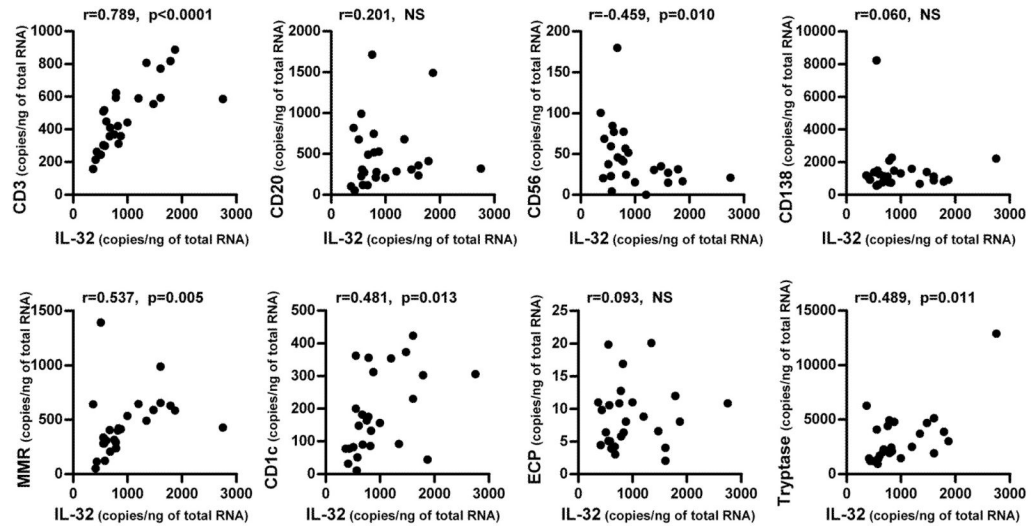 r=0.789, p<0.0001
r=0.201, NS
r=-0.459, p=0.010
r=0.060, NS
CD3 (copies/ng of total RNA)
1000
800
600
400
200
0
0 1000 2000 3000
IL-32 (copies/ng of total RNA)
CD20 (copies/ng of total RNA)
2000
1500
1000
500
0
0 1000 2000 3000
IL-32 (copies/ng of total RNA)
CD56 (copies/ng of total RNA)
200
150
100
50
0
0 1000 2000 3000
IL-32 (copies/ng of total RNA)
CD138 (copies/ng of total RNA)
10000
8000
6000
4000
2000
0
0 1000 2000 3000
IL-32 (copies/ng of total RNA)
r=0.537, p=0.005
r=0.481, p=0.013
r=0.093, NS
r=0.489, p=0.011
MMR (copies/ng of total RNA)
1500
1000
500
0
0 1000 2000 3000
IL-32 (copies/ng of total RNA)
CD1c (copies/ng of total RNA)
500
400
300
200
100
0
0 1000 2000 3000
IL-32 (copies/ng of total RNA)
ECP (copies/ng of total RNA)
25
20
15
10
5
0
0 1000 2000 3000
IL-32 (copies/ng of total RNA)
Tryptase (copies/ng of total RNA)
15000
10000
5000
0
0 1000 2000 3000
IL-32 (copies/ng of total RNA)